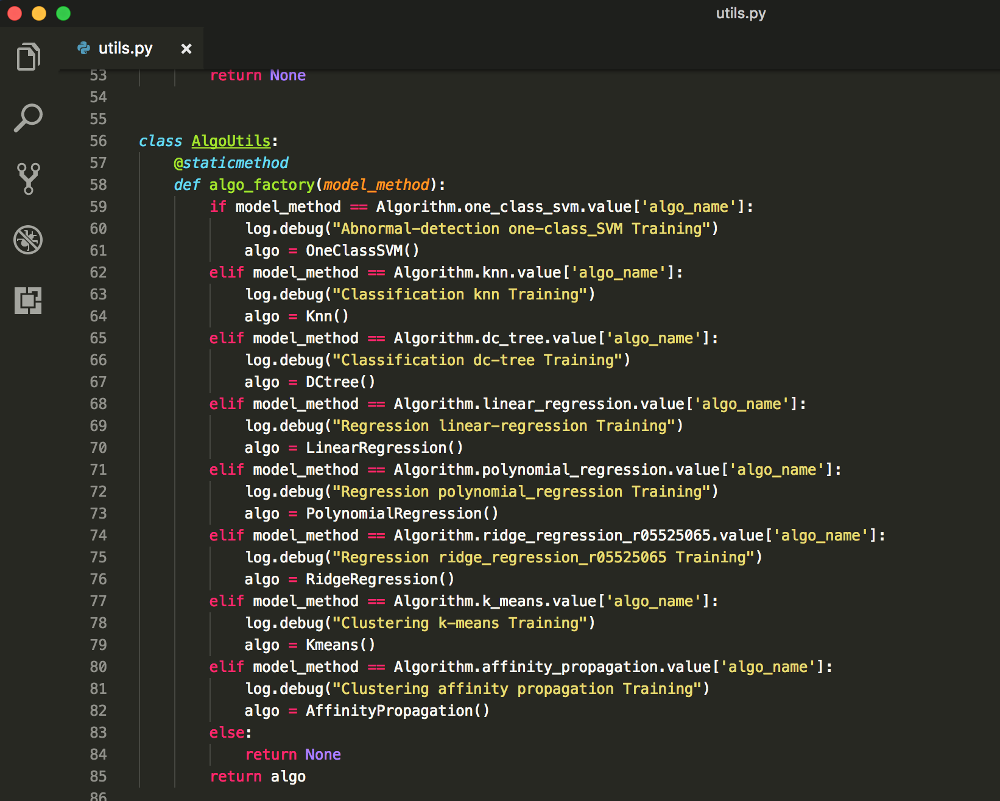 utils.py
utils.py ×
53 return None
54
55
56 class AlgoUtils:
57 @staticmethod
58 def algo_factory(model_method):
59 if model_method == Algorithm.one_class_svm.value['algo_name']:
60 log.debug("Abnormal-detection one-class_SVM Training")
61 algo = OneClassSVM()
62 elif model_method == Algorithm.knn.value['algo_name']:
63 log.debug("Classification knn Training")
64 algo = Knn()
65 elif model_method == Algorithm.dc_tree.value['algo_name']:
66 log.debug("Classification dc-tree Training")
67 algo = DCtree()
68 elif model_method == Algorithm.linear_regression.value['algo_name']:
69 log.debug("Regression linear-regression Training")
70 algo = LinearRegression()
71 elif model_method == Algorithm.polynomial_regression.value['algo_name']:
72 log.debug("Regression polynomial_regression Training")
73 algo = PolynomialRegression()
74 elif model_method == Algorithm.ridge_regression_r05525065.value['algo_name']:
75 log.debug("Regression ridge_regression_r05525065 Training")
76 algo = RidgeRegression()
77 elif model_method == Algorithm.k_means.value['algo_name']:
78 log.debug("Clustering k-means Training")
79 algo = Kmeans()
80 elif model_method == Algorithm.affinity_propagation.value['algo_name']:
81 log.debug("Clustering affinity propagation Training")
82 algo = AffinityPropagation()
83 else:
84 return None
85 return algo
86